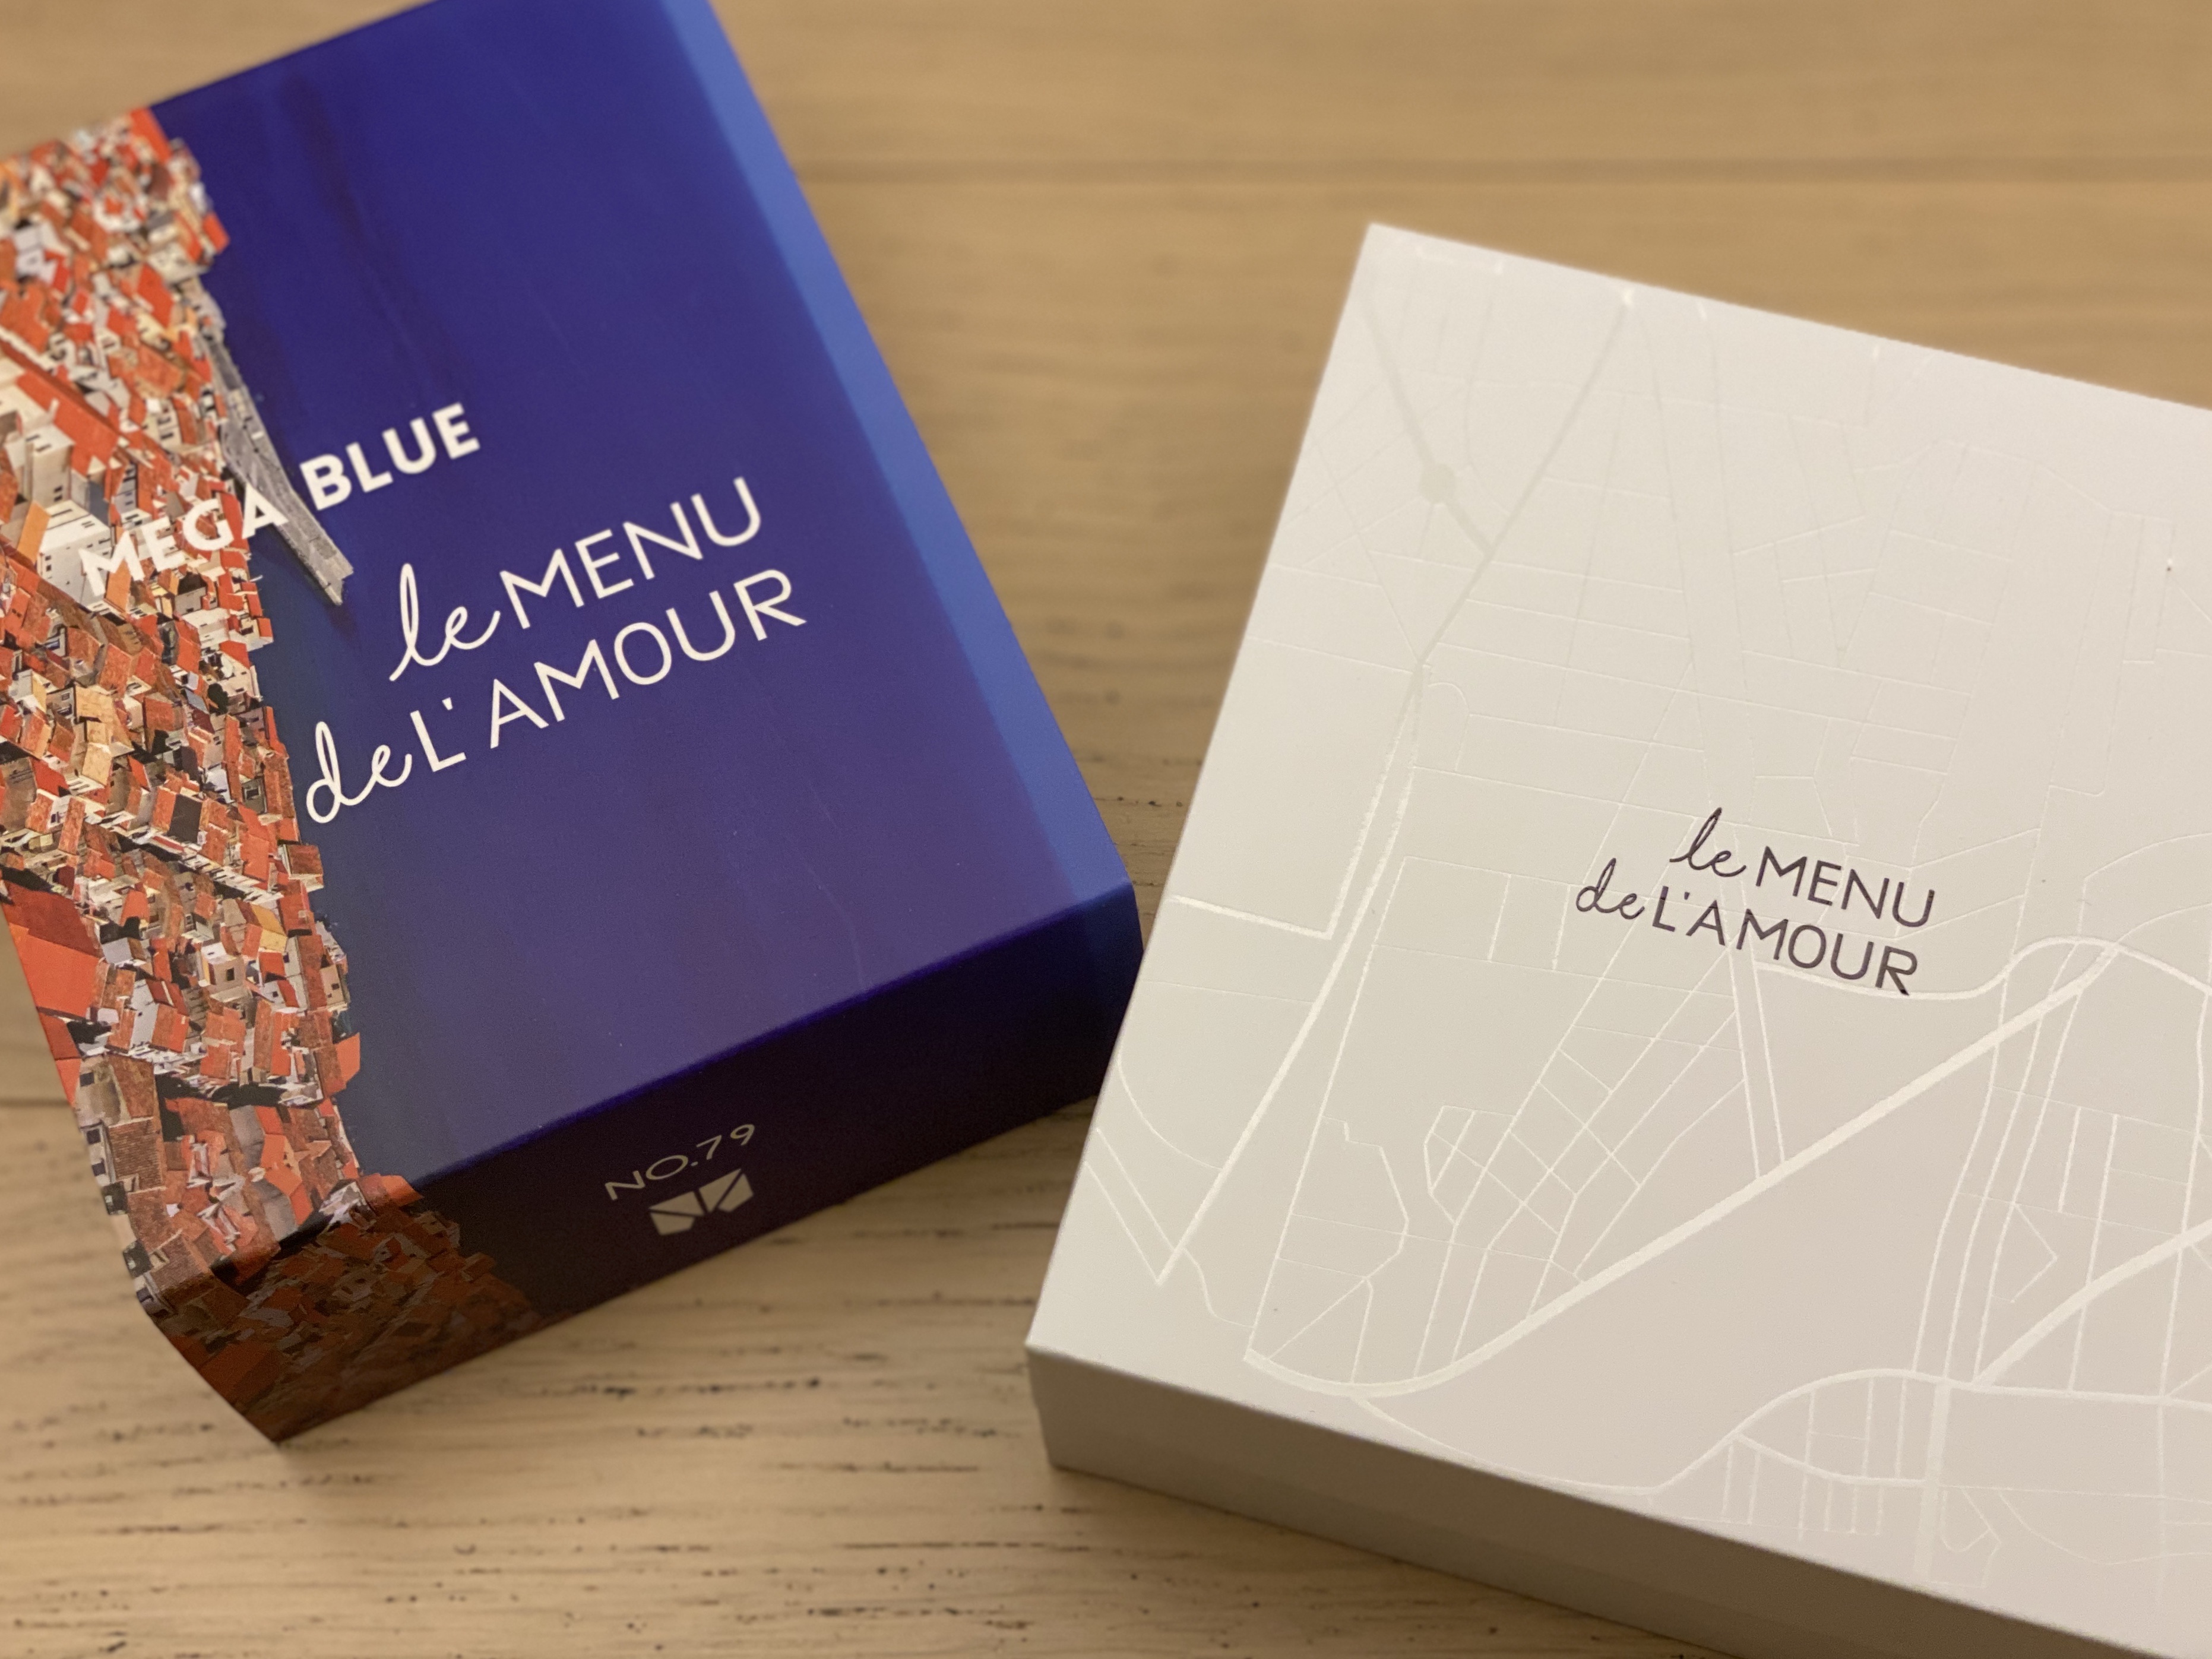 MEGA BLUE
le MENU
de L'AMOUR
NO.79
le MENU
de L'AMOUR